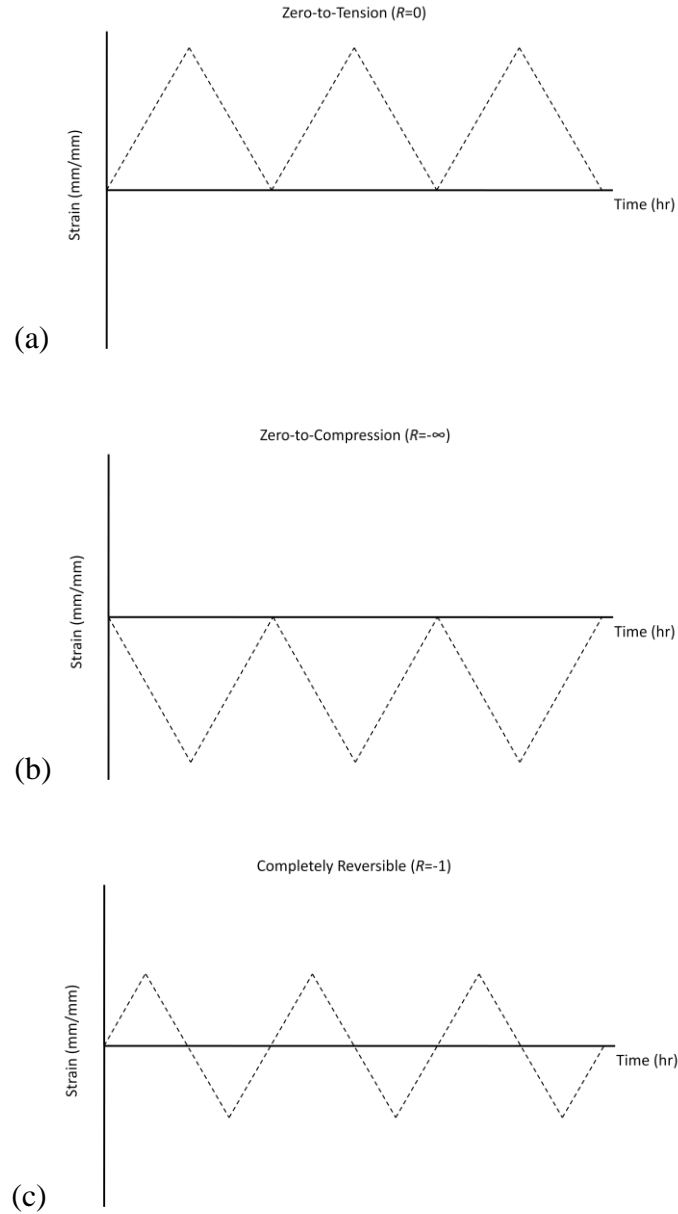 Zero-to-Tension (R=0)
Strain (mm/mm)
Time (hr)
(a)
Zero-to-Compression (R=-∞)
Strain (mm/mm)
Time (hr)
(b)
Completely Reversible (R=-1)
Strain (mm/mm)
Time (hr)
(c)